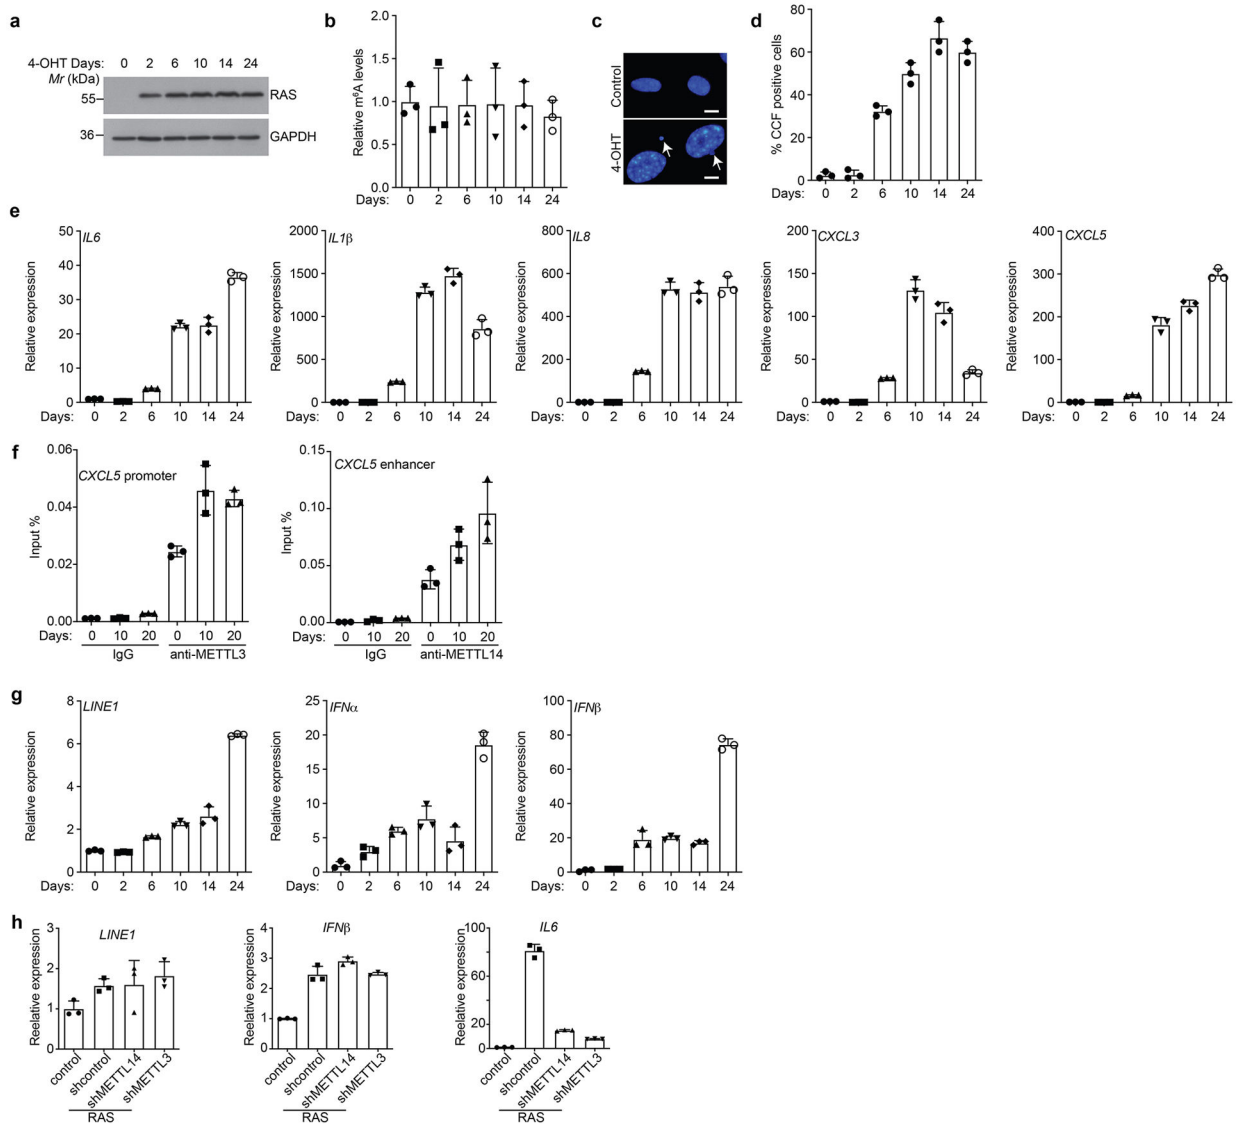 a
4-OHT Days: 0 2 6 10 14 24
Mr (kDa)
55
RAS
36
GAPDH
b
Relative m⁶A levels
2.0
1.5
1.0
0.5
0.0
Days: 0 2 6 10 14 24
c
Control
4-OHT
d
% CCF positive cells
80
60
40
20
0
Days: 0 2 6 10 14 24
e
IL6
Relative expression
50
40
30
20
10
0
Days: 0 2 6 10 14 24
IL1β
Relative expression
2000
1500
1000
500
0
Days: 0 2 6 10 14 24
IL8
Relative expression
800
600
400
200
0
Days: 0 2 6 10 14 24
CXCL3
Relative expression
200
150
100
50
0
Days: 0 2 6 10 14 24
CXCL5
Relative expression
400
300
200
100
0
Days: 0 2 6 10 14 24
f
CXCL5 promoter
Input %
0.06
0.04
0.02
0.00
Days: 0 10 20 0 10 20
IgG anti-METTL3
CXCL5 enhancer
Input %
0.15
0.10
0.05
0.00
Days: 0 10 20 0 10 20
IgG anti-METTL14
g
LINE1
Relative expression
8
6
4
2
0
Days: 0 2 6 10 14 24
IFNα
Relative expression
25
20
15
10
5
0
Days: 0 2 6 10 14 24
IFNβ
Relative expression
100
80
60
40
20
0
Days: 0 2 6 10 14 24
h
LINE1
Reelative expression
3
2
1
0
control
shcontrol
shMETTL14
shMETTL3
RAS
IFNβ
Reelative expression
4
3
2
1
0
control
shcontrol
shMETTL14
shMETTL3
RAS
IL6
Reelative expression
100
80
60
40
20
0
control
shcontrol
shMETTL14
shMETTL3
RAS